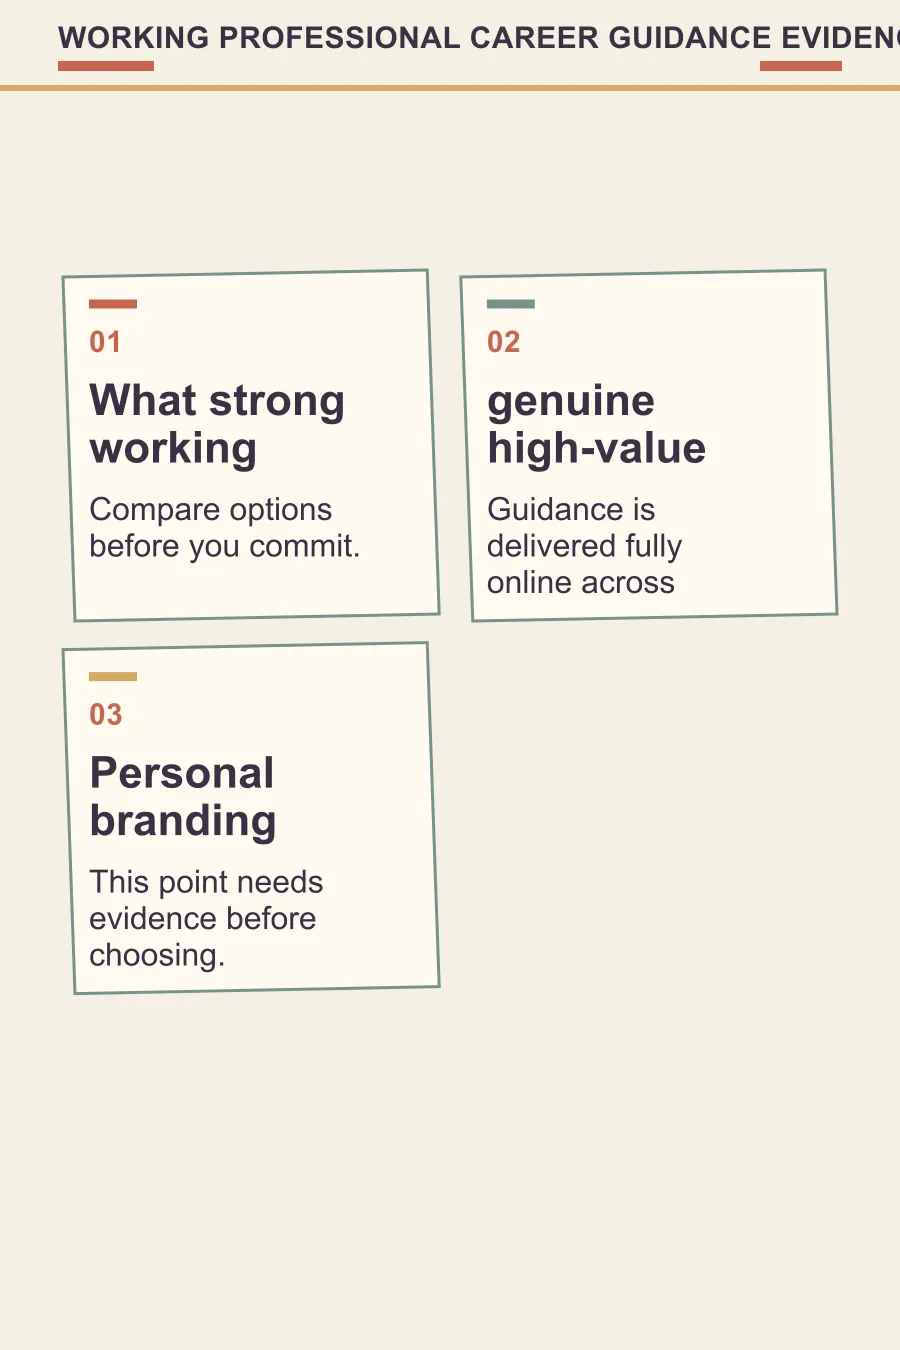 WORKING PROFESSIONAL CAREER GUIDANCE
01
What strong
working
Compare options
before you commit.
02
genuine
high-value
Guidance is
delivered fully
online across
03
Personal
branding
This point needs
evidence before
choosing.